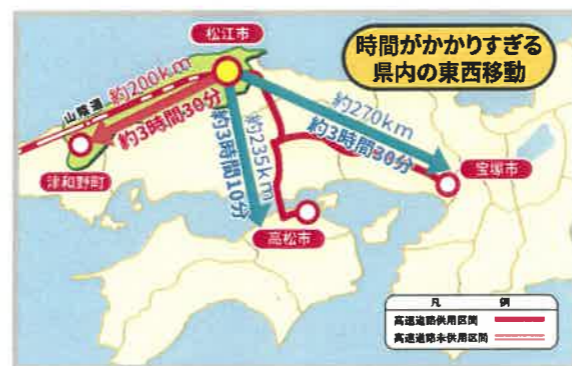 松江市
時間がかかりすぎる
県内の東西移動
山陰道
約200km
約3時間30分
津和野町
約3時間10分
約235km
高松市
約270km
約3時間30分
宝塚市
凡 例
高速道路供用区間
高速道路未供用区間